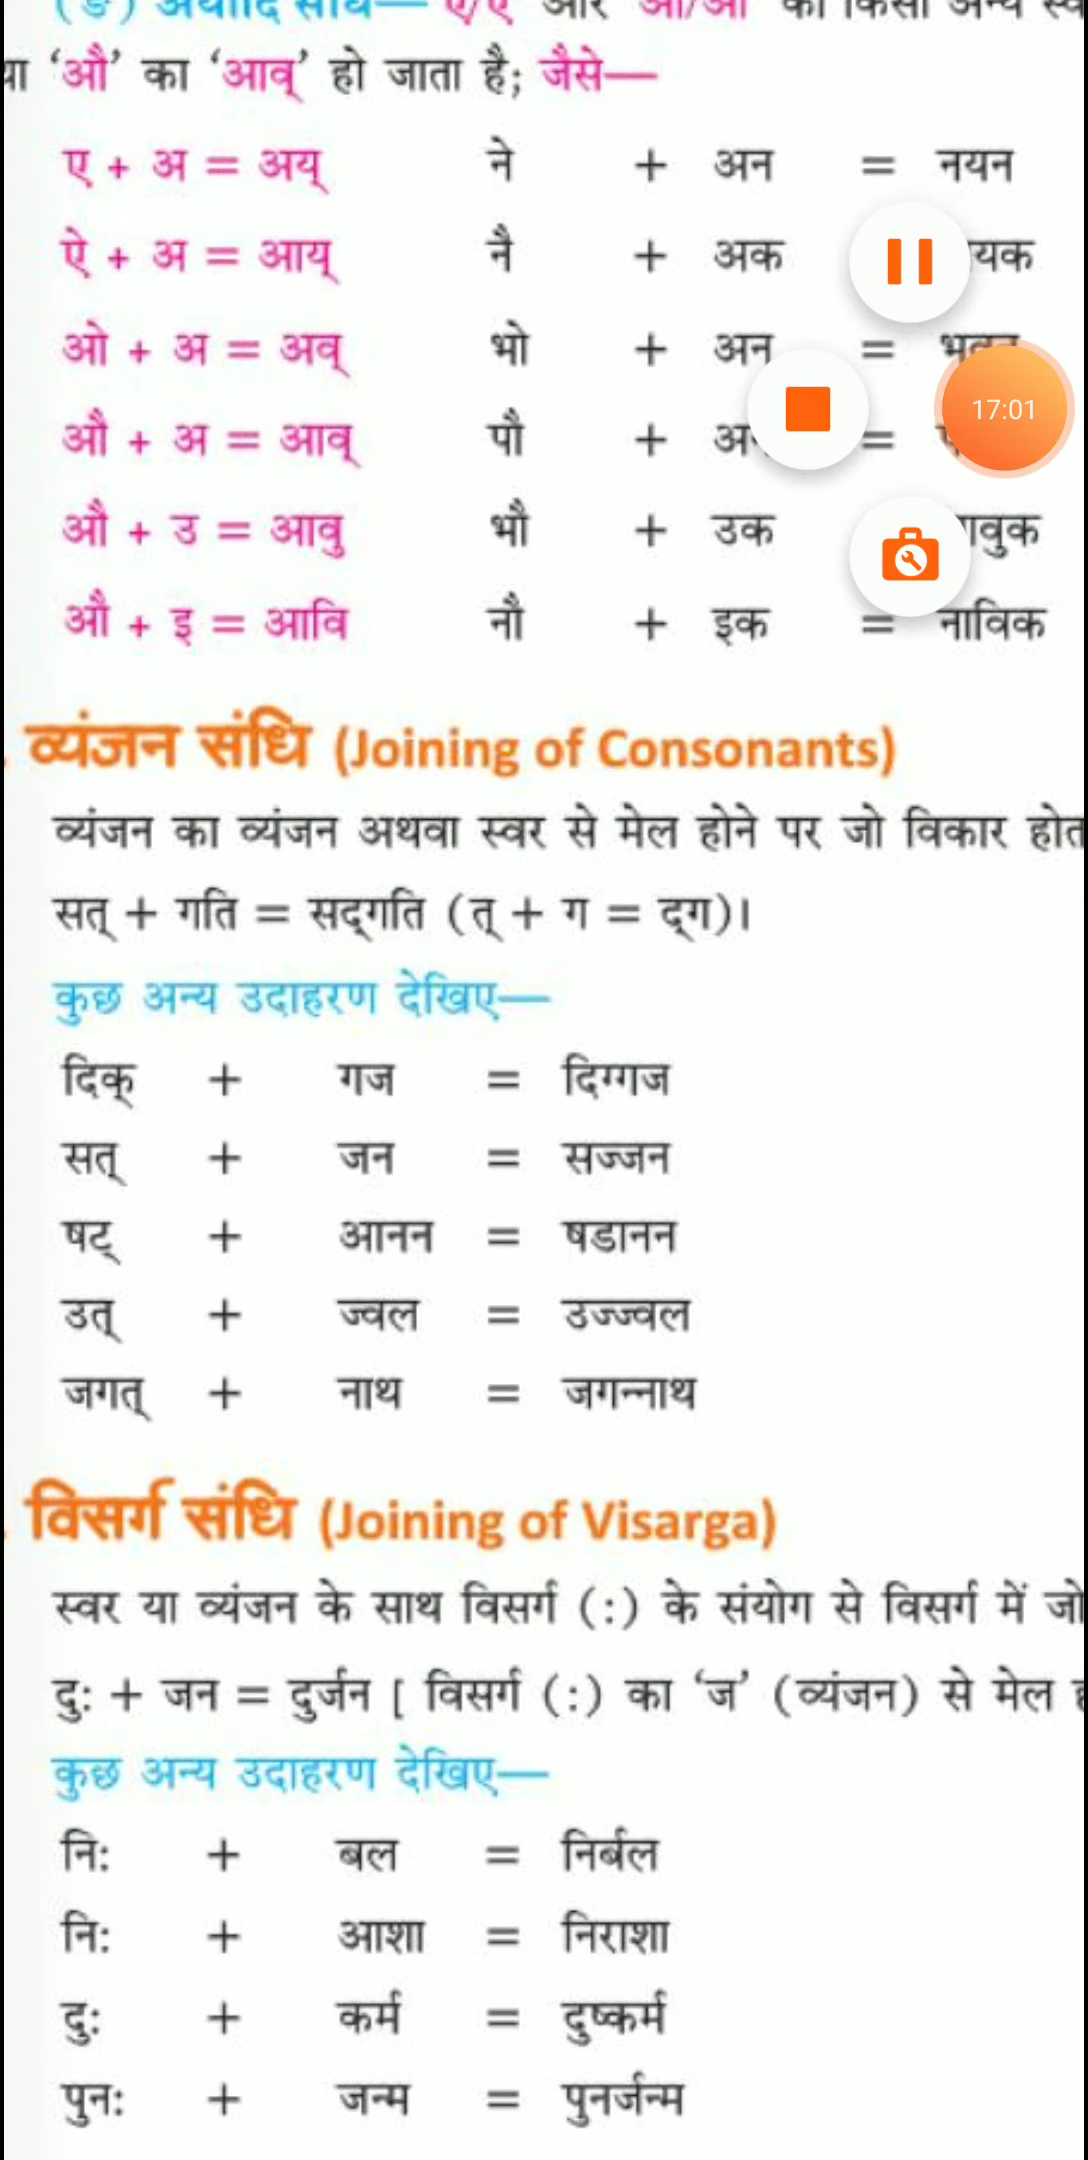 या ‘औ’ का ‘आव्’ हो जाता है; जैसे—
ए + अ = अय् ने + अन = नयन
ऐ + अ = आय् नै + अक यक
ओ + अ = अव् भो + अन =
औ + अ = आव् पौ + =
औ + उ = आवु भौ + उक ावुक
औ + इ = आवि नौ + इक = नाविक
17:01
व्यंजन संधि (Joining of Consonants)
व्यंजन का व्यंजन अथवा स्वर से मेल होने पर जो विकार होत
सत् + गति = सद्गति (त् + ग = द्ग)।
कुछ अन्य उदाहरण देखिए—
दिक् + गज = दिग्गज
सत् + जन = सज्जन
षट् + आनन = षडानन
उत् + ज्वल = उज्ज्वल
जगत् + नाथ = जगन्नाथ
विसर्ग संधि (Joining of Visarga)
स्वर या व्यंजन के साथ विसर्ग (:) के संयोग से विसर्ग में जो
दुः + जन = दुर्जन [ विसर्ग (:) का ‘ज’ (व्यंजन) से मेल
कुछ अन्य उदाहरण देखिए—
निः + बल = निर्बल
निः + आशा = निराशा
दुः + कर्म = दुष्कर्म
पुनः + जन्म = पुनर्जन्म